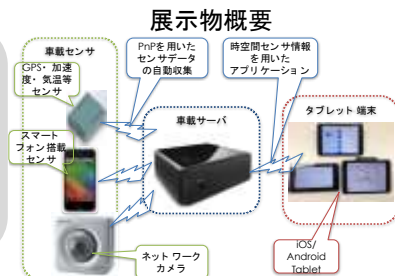 展示物概要
車載センサ
GPS・加速
度・気温等
センサ
PnPを用いた
センサデータ
の自動収集
時空間センサ情報
を用いた
アプリケーション
スマート
フォン搭載
センサ
車載サーバ
タブレット 端末
ネット ワーク
カメラ
iOS/
Android
Tablet